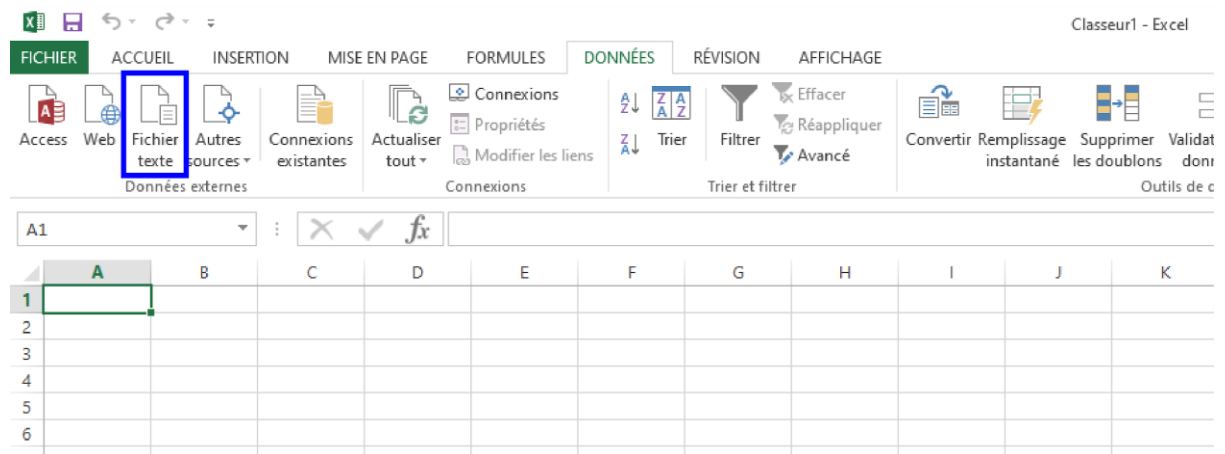 Classeur1 - Excel
FICHIER ACCUEIL INSERTION MISE EN PAGE FORMULES DONNÉES RÉVISION AFFICHAGE
Access Web Fichier texte Autres sources Connexions existantes Actualiser tout
Connexions
Propriétés
Modifier les liens
Trier Filtrer
Effacer
Réappliquer
Avancé
Convertir Remplissage instantané Supprimer les doublons
Données externes Connexions Trier et filtrer Outils de
A1 fx
A B C D E F G H I J K
1
2
3
4
5
6